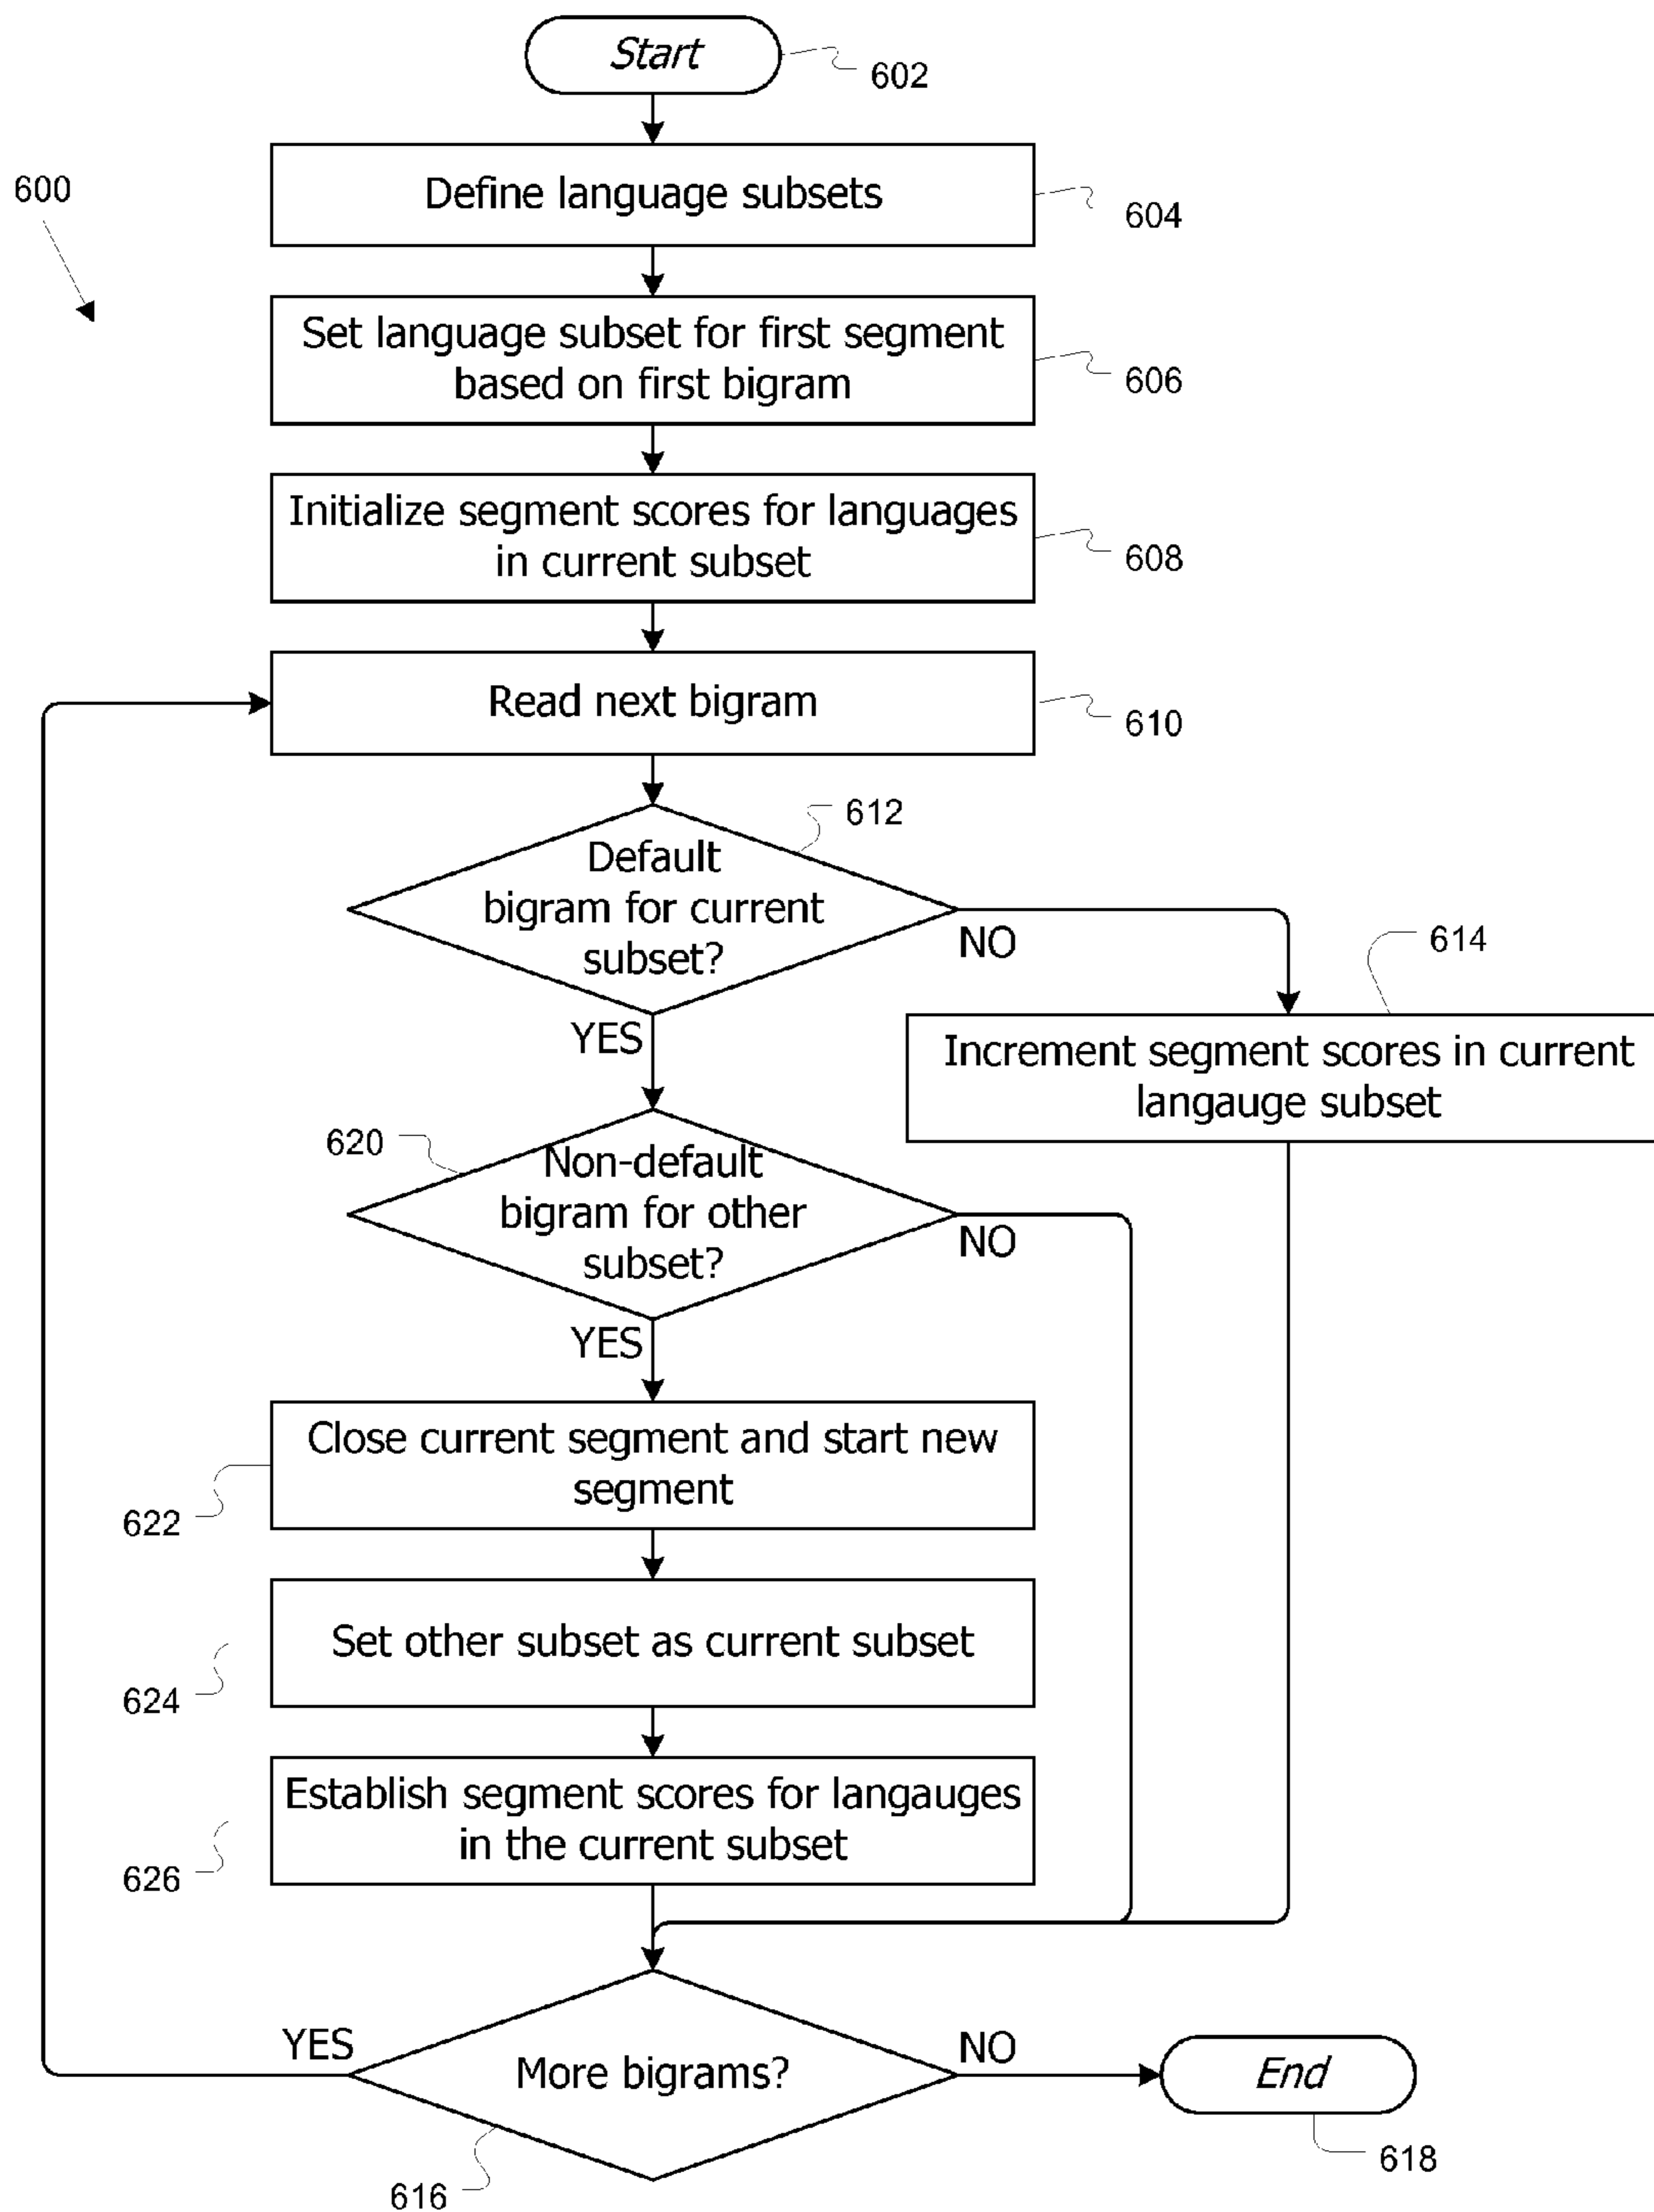 Start
602
600
Define language subsets
604
Set language subset for first segment
based on first bigram
606
Initialize segment scores for languages
in current subset
608
Read next bigram
610
612
Default
bigram for current
subset?
NO
YES
614
Increment segment scores in current
langauge subset
620
Non-default
bigram for other
subset?
NO
YES
Close current segment and start new
segment
622
Set other subset as current subset
624
Establish segment scores for langauges
in the current subset
626
YES
More bigrams?
NO
End
616
618